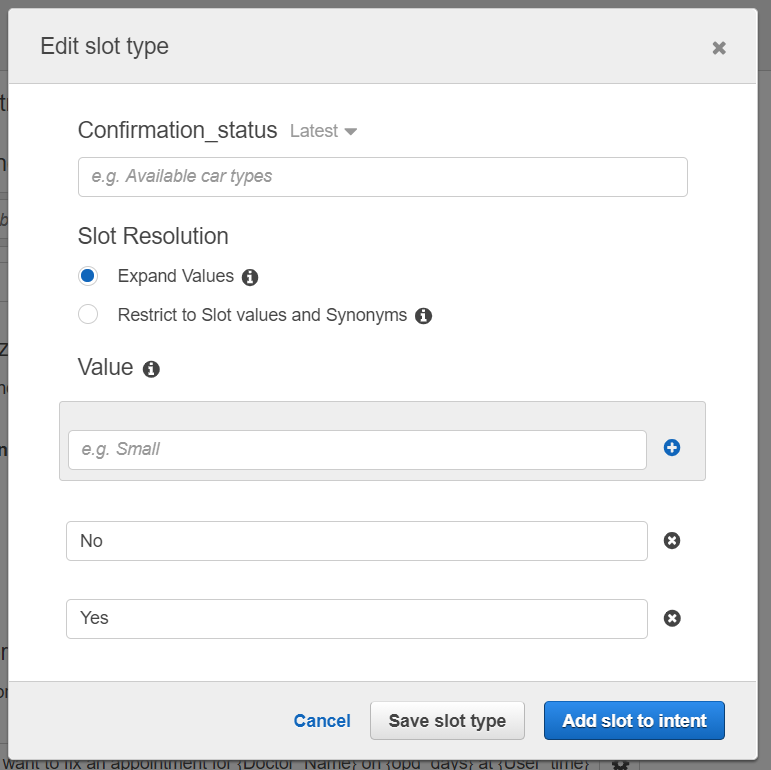 Edit slot type
Confirmation_status Latest
e.g. Available car types
Slot Resolution
Expand Values
Restrict to Slot values and Synonyms
Value
e.g. Small
No
Yes
Cancel Save slot type Add slot to intent
want to fix an appointment for {Doctor_Name} on {opd_days} at {User_time}